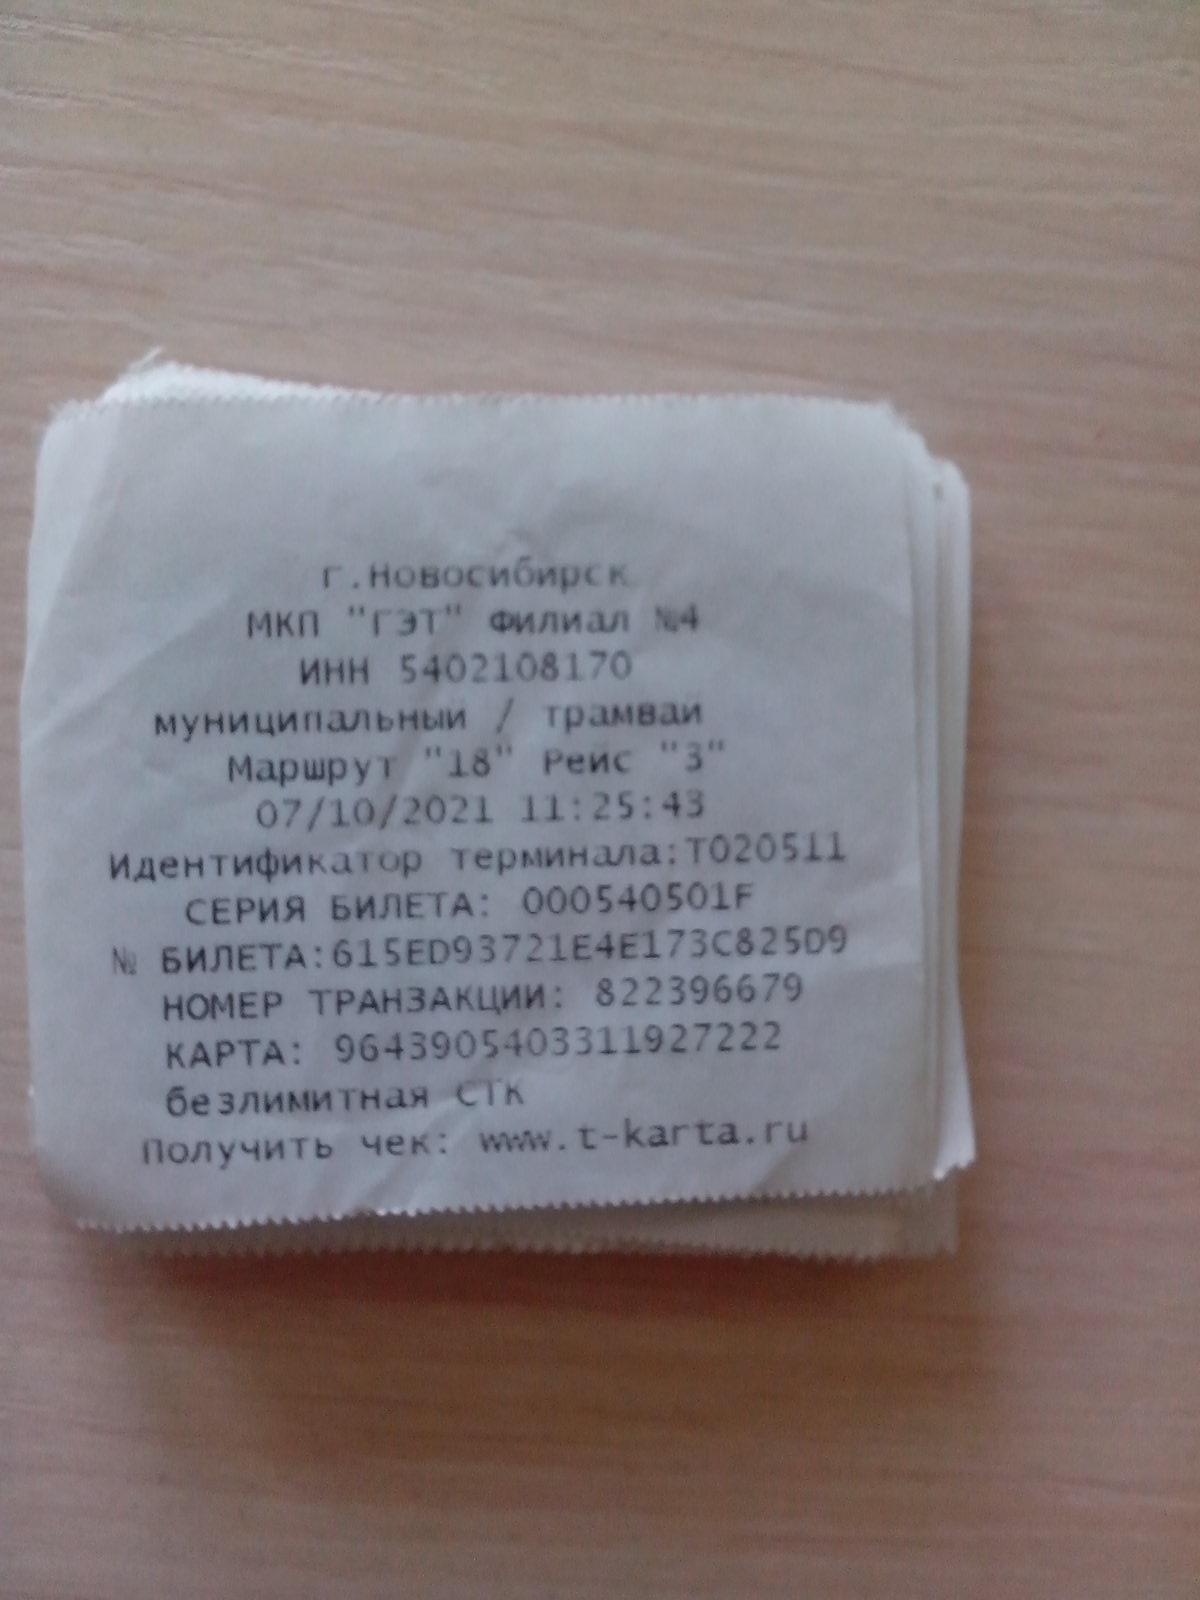 г.Новосибирск
МКП "ГЭТ" Филиал №4
ИНН 5402108170
муниципальный / трамвай
Маршрут "18" Рейс "3"
07/10/2021 11:25:43
Идентификатор терминала:T020511
СЕРИЯ БИЛЕТА: 000540501F
№ БИЛЕТА:615ED93721E4E173C825D9
НОМЕР ТРАНЗАКЦИИ: 822396679
КАРТА: 9643905403311927222
безлимитная СТК
Получить чек: www.t-karta.ru